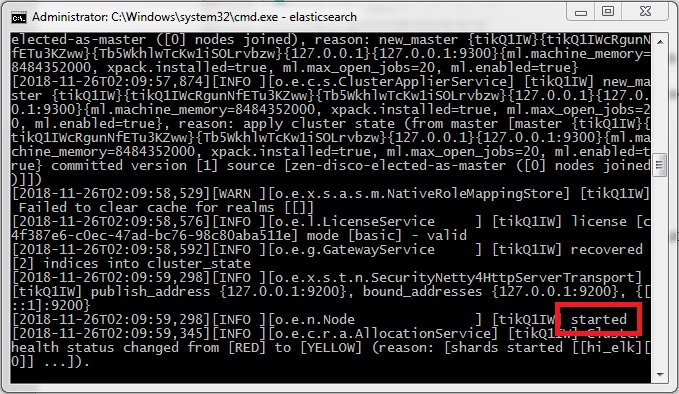 Administrator: C:\Windows\system32\cmd.exe - elasticsearch
elected-as-master ([0] nodes joined), reason: new_master {tikQ1IW}{tikQ1IWcRgunN
fETu3KZww}{Tb5WkhlwTcKw1iSOLrvbzw}{127.0.0.1}{127.0.0.1:9300}{ml.machine_memory=
8484352000, xpack.installed=true, ml.max_open_jobs=20, ml.enabled=true}
[2018-11-26T02:09:57,874][INFO ][o.e.c.s.ClusterApplierService] [tikQ1IW] new_ma
ster {tikQ1IW}{tikQ1IWcRgunNfETu3KZww}{Tb5WkhlwTcKw1iSOLrvbzw}{127.0.0.1}{127.0.
0.1:9300}{ml.machine_memory=8484352000, xpack.installed=true, ml.max_open_jobs=2
0, ml.enabled=true}, reason: apply cluster state (from master [master {tikQ1IW}{
tikQ1IWcRgunNfETu3KZww}{Tb5WkhlwTcKw1iSOLrvbzw}{127.0.0.1}{127.0.0.1:9300}{ml.ma
chine_memory=8484352000, xpack.installed=true, ml.max_open_jobs=20, ml.enabled=t
rue} committed version [1] source [zen-disco-elected-as-master ([0] nodes joined
)]])
[2018-11-26T02:09:58,529][WARN ][o.e.x.s.a.s.m.NativeRoleMappingStore] [tikQ1IW]
Failed to clear cache for realms [[]]
[2018-11-26T02:09:58,576][INFO ][o.e.l.LicenseService ] [tikQ1IW] license [c
4f387e6-c0ec-47ad-bc76-98c80aba511e] mode [basic] - valid
[2018-11-26T02:09:58,592][INFO ][o.e.g.GatewayService ] [tikQ1IW] recovered
[2] indices into cluster_state
[2018-11-26T02:09:59,298][INFO ][o.e.x.s.t.n.SecurityNetty4HttpServerTransport]
[tikQ1IW] publish_address {127.0.0.1:9200}, bound_addresses {127.0.0.1:9200}, {[
::1]:9200}
[2018-11-26T02:09:59,298][INFO ][o.e.n.Node ] [tikQ1IW] started
[2018-11-26T02:09:59,345][INFO ][o.e.c.r.a.AllocationService] [tikQ1IW] Cluster
health status changed from [RED] to [YELLOW] (reason: [shards started [[hi_elk][
0]] ...]).